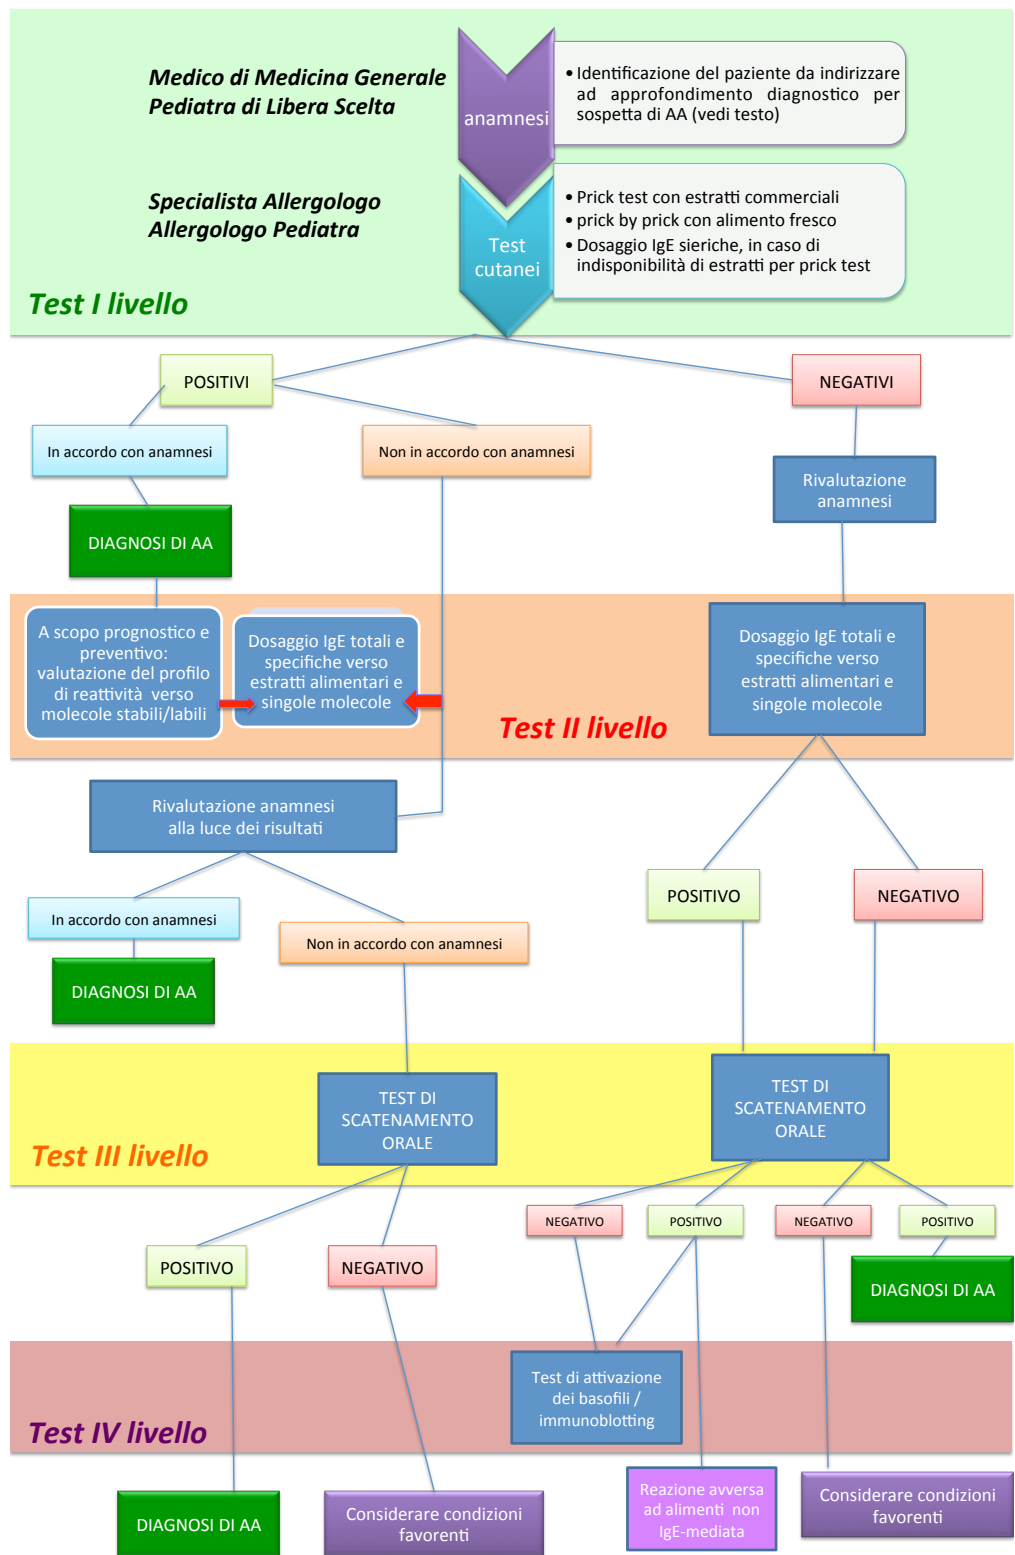 Medico di Medicina Generale
Pediatra di Libera Scelta
anamnesi
• Identificazione del paziente da indirizzare
ad approfondimento diagnostico per
sospetta di AA (vedi testo)
Specialista Allergologo
Allergologo Pediatra
Test
cutanei
• Prick test con estratti commerciali
• prick by prick con alimento fresco
• Dosaggio IgE sieriche, in caso di
indisponibilità di estratti per prick test
Test I livello
POSITIVI
NEGATIVI
In accordo con anamnesi
Non in accordo con anamnesi
Rivalutazione
anamnesi
DIAGNOSI DI AA
A scopo prognostico e
preventivo:
valutazione del profilo
di reattività verso
molecole stabili/labili
Dosaggio IgE totali e
specifiche verso
estratti alimentari e
singole molecole
Dosaggio IgE totali e
specifiche verso
estratti alimentari e
singole molecole
Test II livello
Rivalutazione anamnesi
alla luce dei risultati
POSITIVO
NEGATIVO
In accordo con anamnesi
Non in accordo con anamnesi
DIAGNOSI DI AA
TEST DI
SCATENAMENTO
ORALE
TEST DI
SCATENAMENTO
ORALE
Test III livello
NEGATIVO
POSITIVO
NEGATIVO
POSITIVO
POSITIVO
NEGATIVO
DIAGNOSI DI AA
Test di attivazione
dei basofili /
immunoblotting
Test IV livello
DIAGNOSI DI AA
Considerare condizioni
favorenti
Reazione avversa
ad alimenti non
IgE-mediata
Considerare condizioni
favorenti